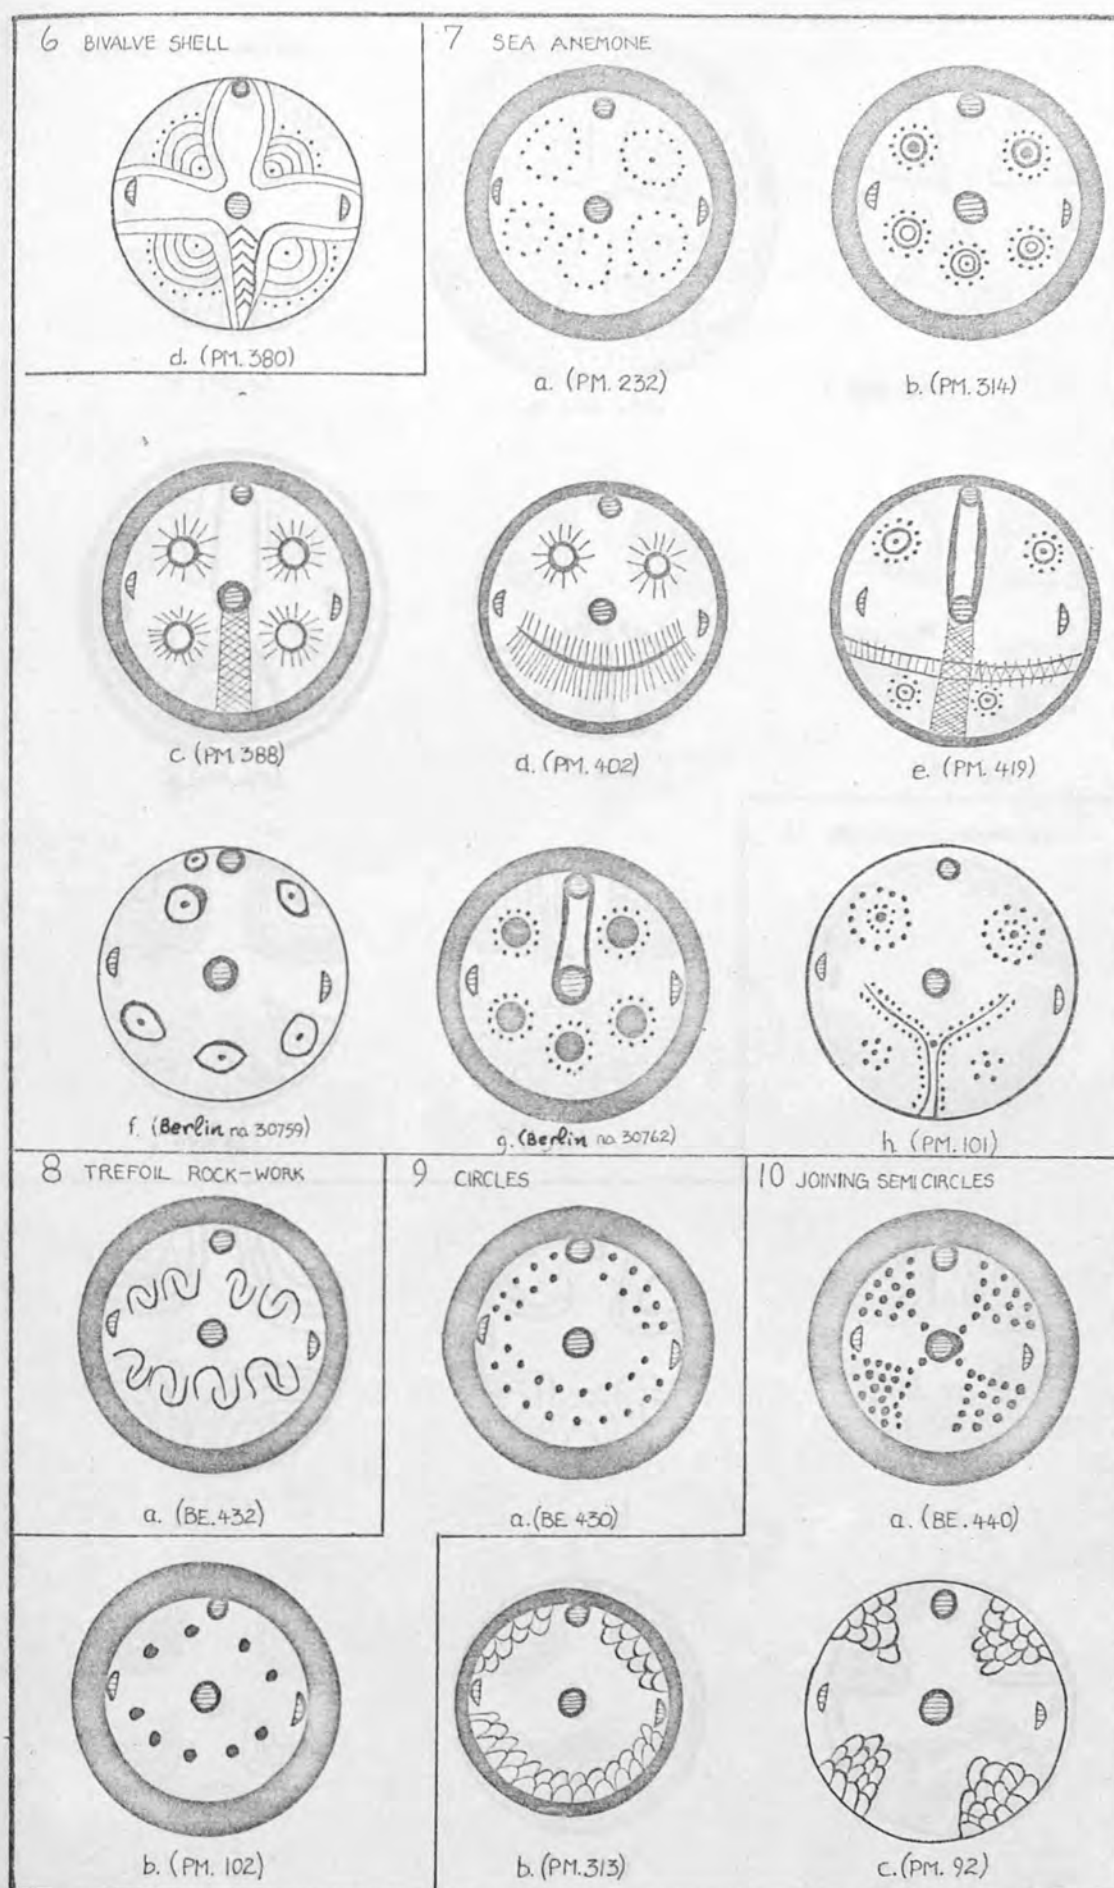 6 BIVALVE SHELL
d. (PM. 380)
7 SEA ANEMONE
a. (PM. 232)
b. (PM. 314)
c. (PM. 388)
d. (PM. 402)
e. (PM. 419)
f. (Berlin no. 30759)
g. (Berlin no. 30762)
h. (PM. 101)
8 TREFOIL ROCK-WORK
a. (BE. 432)
9 CIRCLES
a. (BE 430)
b. (PM. 102)
10 JOINING SEMICIRCLES
a. (BE. 440)
b. (PM. 313)
c. (PM. 92)